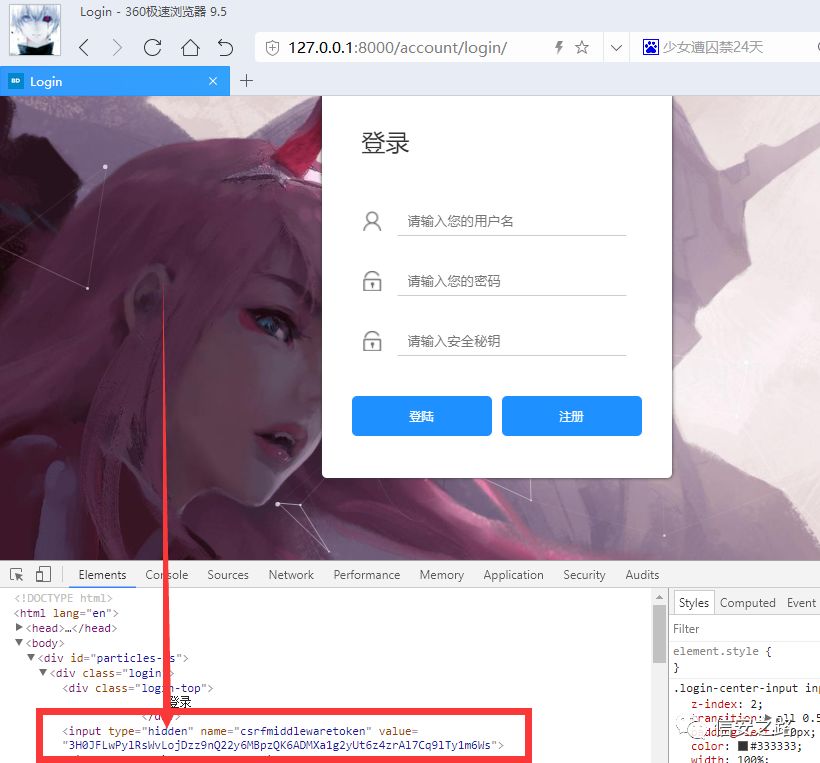 Login - 360极速浏览器 9.5
127.0.0.1:8000/account/login/
少女遭囚禁24天
BD Login
登录
请输入您的用户名
请输入您的密码
请输入安全秘钥
登陆 注册
Elements Console Sources Network Performance Memory Application Security Audits
<!DOCTYPE html>
<html lang="en">
<head>…</head>
<body>
<div id="particles-js">
<div class="login">
<div class="login-top">
登录
</div>
<input type="hidden" name="csrfmiddlewaretoken" value=
"3H0JFLwPylRsWvLojDzz9nQ22y6MBpzQK6ADMXa1g2yUt6z4zrAl7Cq9lTy1m6Ws">
Styles Computed Event
Filter
element.style {
}
.login-center-input inp
z-index: 2;
transition: all 0.5
10px;
color: #333333;
width: 100%;
信安之路